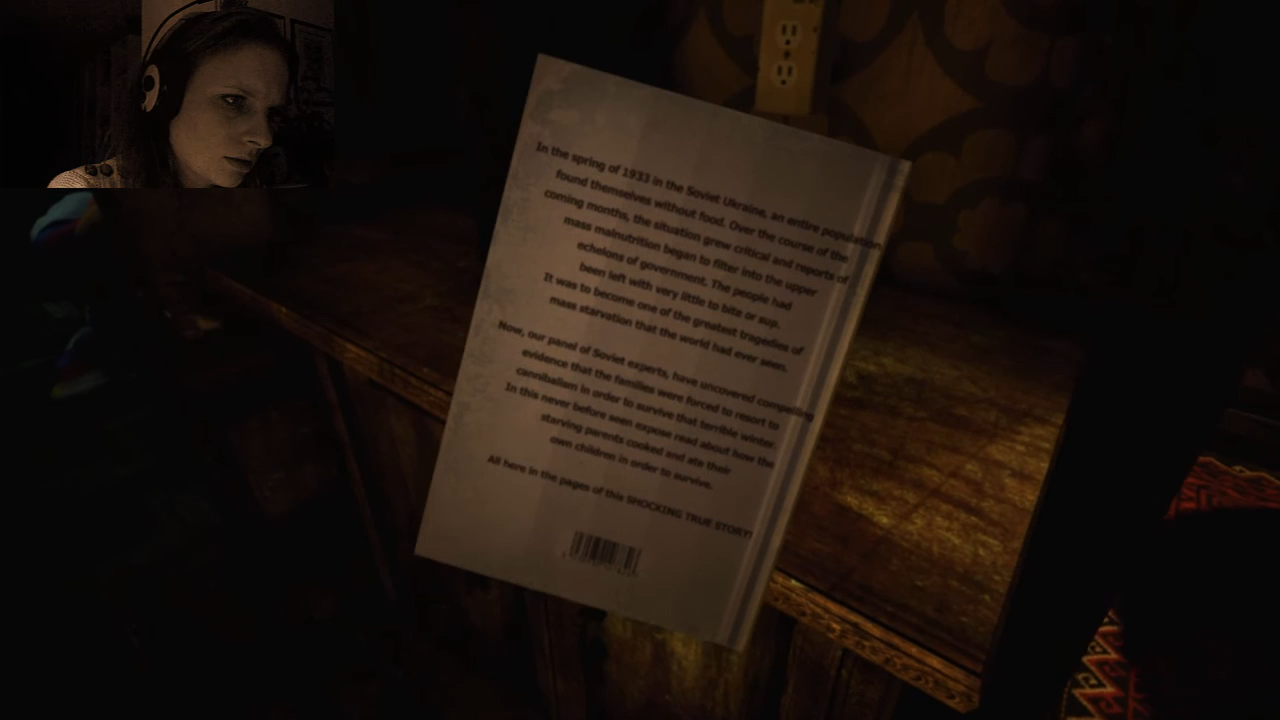 In the spring of 1933 in the Soviet Ukraine, an entire population
found themselves without food. Over the course of the
coming months, the situation grew critical and reports of
mass malnutrition began to filter into the upper
echelons of government. The people had
been left with very little to bite or sup.
It was to become one of the greatest tragedies of
mass starvation that the world had ever seen.
Now, our panel of Soviet experts, have uncovered compelling
evidence that the families were forced to resort to
cannibalism in order to survive that terrible winter.
In this never before seen expose read about how the
starving parents cooked and ate their
own children in order to survive.
All here in the pages of this SHOCKING TRUE STORY!